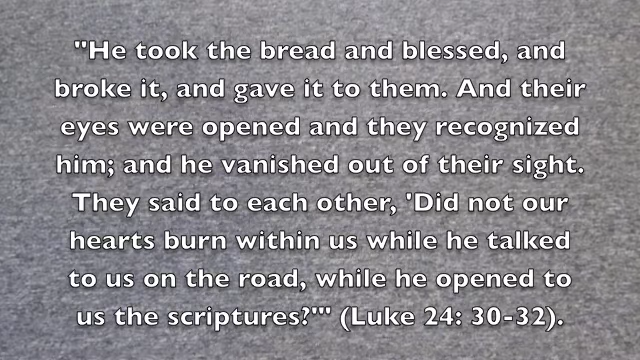 "He took the bread and blessed, and
broke it, and gave it to them. And their
eyes were opened and they recognized
him; and he vanished out of their sight.
They said to each other, 'Did not our
hearts burn within us while he talked
to us on the road, while he opened to
us the scriptures?'" (Luke 24: 30-32).